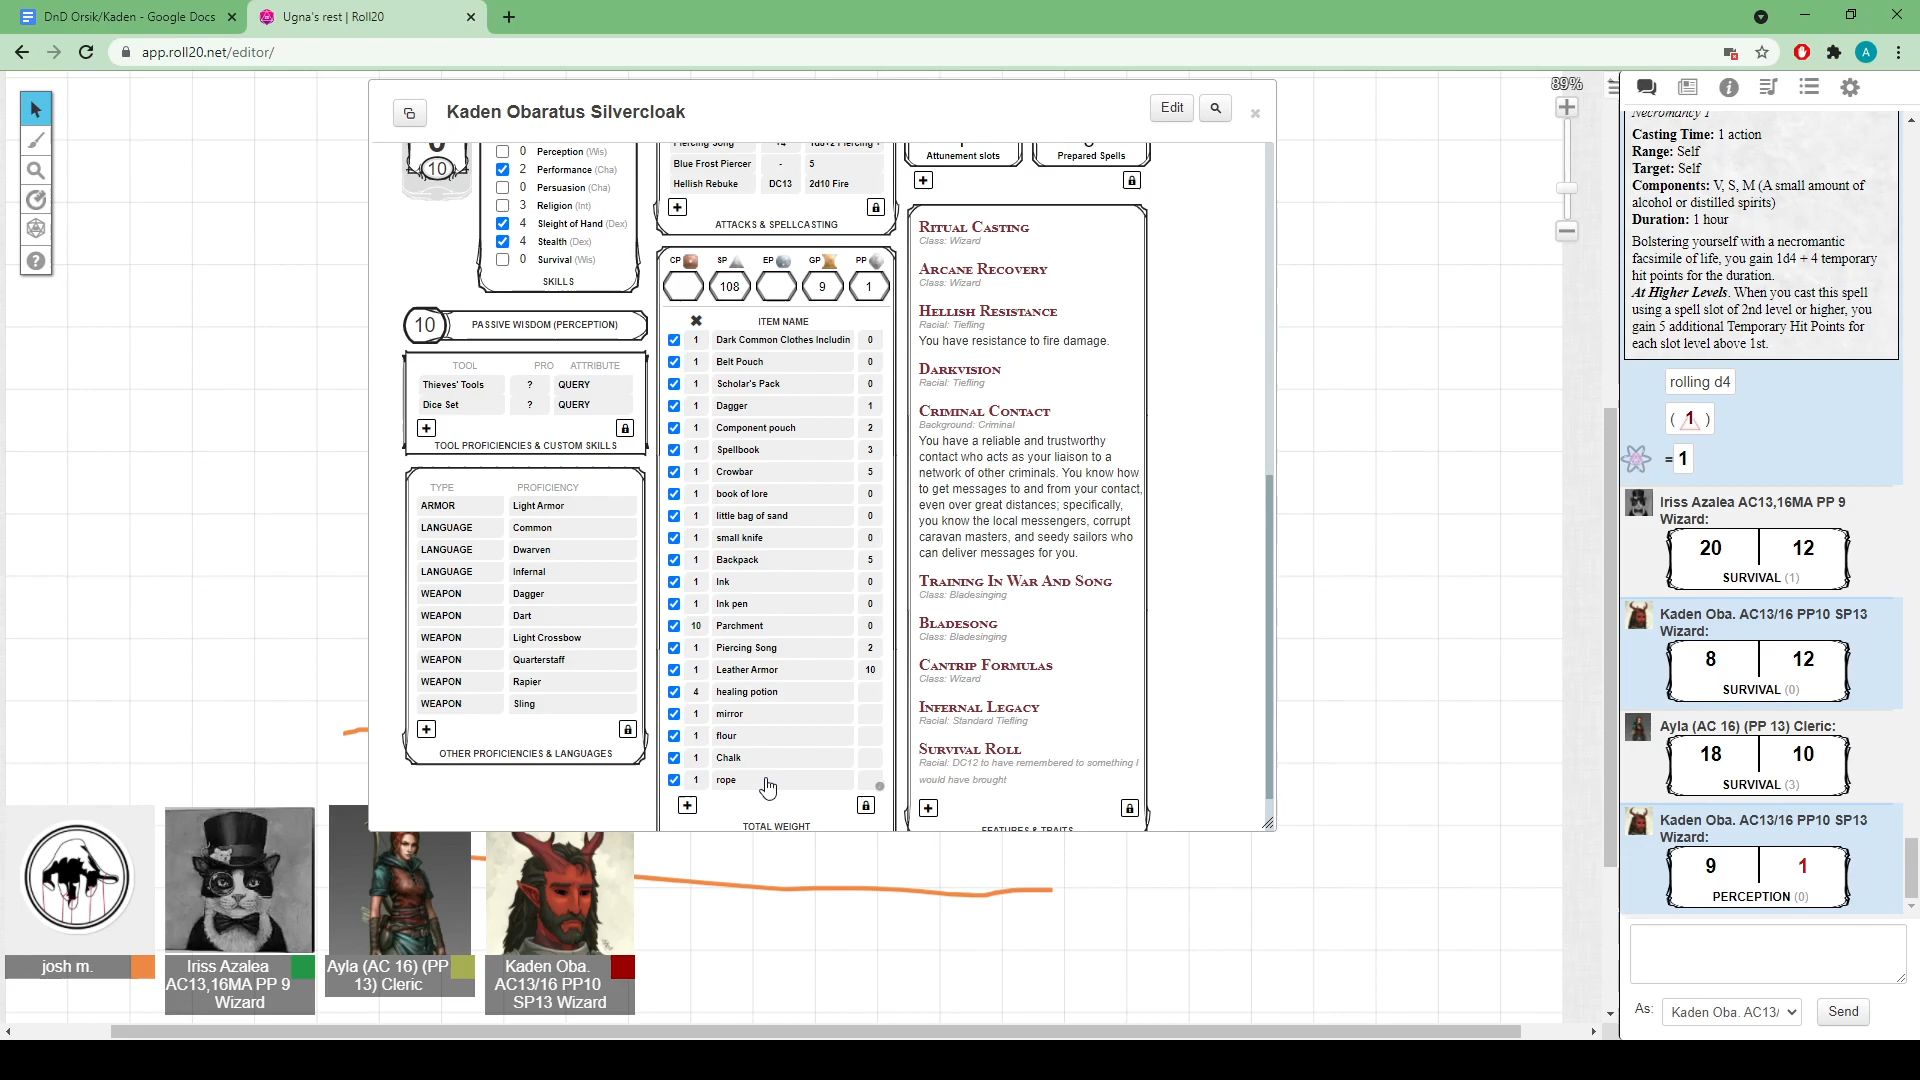 DnD Orsik/Kaden - Google Docs
Ugna's rest | Roll20
app.roll20.net/editor/
A
Kaden Obaratus Silvercloak
Edit
89%
10
0 Perception (Wis)
2 Performance (Cha)
0 Persuasion (Cha)
3 Religion (Int)
4 Sleight of Hand (Dex)
4 Stealth (Dex)
0 Survival (Wis)
SKILLS
10 PASSIVE WISDOM (PERCEPTION)
TOOL PRO ATTRIBUTE
Thieves' Tools ? QUERY
Dice Set ? QUERY
TOOL PROFICIENCIES & CUSTOM SKILLS
TYPE PROFICIENCY
ARMOR Light Armor
LANGUAGE Common
LANGUAGE Dwarven
LANGUAGE Infernal
WEAPON Dagger
WEAPON Dart
WEAPON Light Crossbow
WEAPON Quarterstaff
WEAPON Rapier
WEAPON Sling
OTHER PROFICIENCIES & LANGUAGES
Blue Frost Piercer - 5
Hellish Rebuke DC13 2d10 Fire
ATTACKS & SPELLCASTING
CP SP EP GP PP
108 9 1
ITEM NAME
1 Dark Common Clothes Includin 0
1 Belt Pouch 0
1 Scholar's Pack 0
1 Dagger 1
1 Component pouch 2
1 Spellbook 3
1 Crowbar 5
1 book of lore 0
1 little bag of sand 0
1 small knife 0
1 Backpack 5
1 Ink 0
1 Ink pen 0
10 Parchment 0
1 Piercing Song 2
1 Leather Armor 10
4 healing potion
1 mirror
1 flour
1 Chalk
1 rope
TOTAL WEIGHT
Attunement slots
Prepared Spells
RITUAL CASTING
Class: Wizard
ARCANE RECOVERY
Class: Wizard
HELLISH RESISTANCE
Racial: Tiefling
You have resistance to fire damage.
DARKVISION
Racial: Tiefling
CRIMINAL CONTACT
Background: Criminal
You have a reliable and trustworthy
contact who acts as your liaison to a
network of other criminals. You know how
to get messages to and from your contact,
even over great distances; specifically,
you know the local messengers, corrupt
caravan masters, and seedy sailors who
can deliver messages for you.
TRAINING IN WAR AND SONG
Class: Bladesinging
BLADESONG
Class: Bladesinging
CANTRIP FORMULAS
Class: Wizard
INFERNAL LEGACY
Racial: Standard Tiefling
SURVIVAL ROLL
Racial: DC12 to have remembered to something I
would have brought
FEATURES & TRAITS
josh m.
Iriss Azalea
AC13,16MA PP 9
Wizard
Ayla (AC 16) (PP
13) Cleric
Kaden Oba.
AC13/16 PP10
SP13 Wizard
Necromancy 1
Casting Time: 1 action
Range: Self
Target: Self
Components: V, S, M (A small amount of
alcohol or distilled spirits)
Duration: 1 hour
Bolstering yourself with a necromantic
facsimile of life, you gain 1d4 + 4 temporary
hit points for the duration.
At Higher Levels. When you cast this spell
using a spell slot of 2nd level or higher, you
gain 5 additional Temporary Hit Points for
each slot level above 1st.
rolling d4
( 1 )
= 1
Iriss Azalea AC13,16MA PP 9
Wizard:
20 12
SURVIVAL (1)
Kaden Oba. AC13/16 PP10 SP13
Wizard:
8 12
SURVIVAL (0)
Ayla (AC 16) (PP 13) Cleric:
18 10
SURVIVAL (3)
Kaden Oba. AC13/16 PP10 SP13
Wizard:
9 1
PERCEPTION (0)
As: Kaden Oba. AC13/
Send